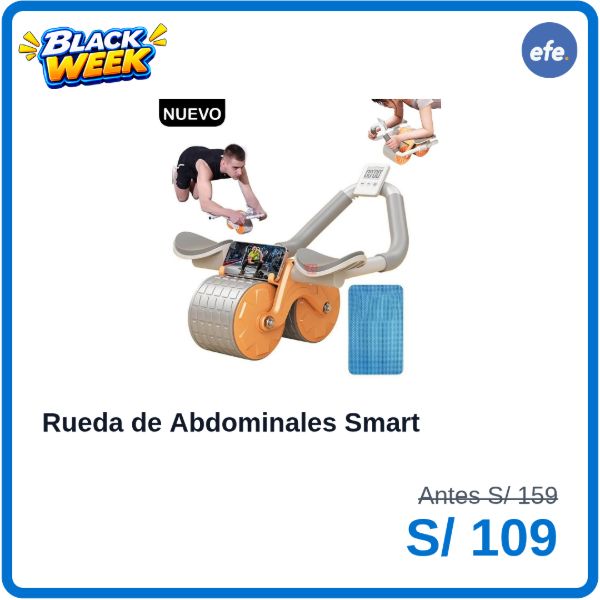 BLACK
WEEK
efe.
NUEVO
Rueda de Abdominales Smart
Antes S/ 159
S/ 109